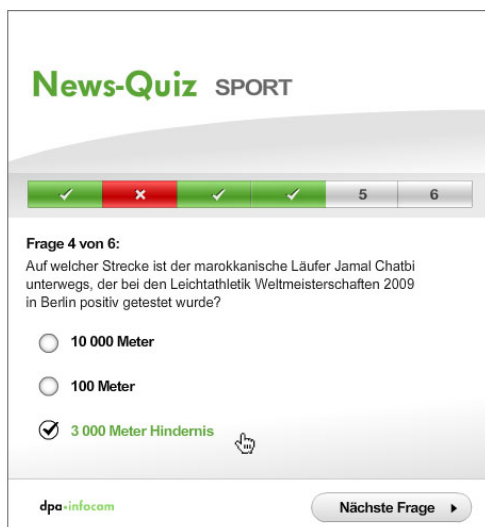 News-Quiz SPORT
5 6
Frage 4 von 6:
Auf welcher Strecke ist der marokkanische Läufer Jamal Chatbi
unterwegs, der bei den Leichtathletik Weltmeisterschaften 2009
in Berlin positiv getestet wurde?
10 000 Meter
100 Meter
3 000 Meter Hindernis
dpa•infocom
Nächste Frage